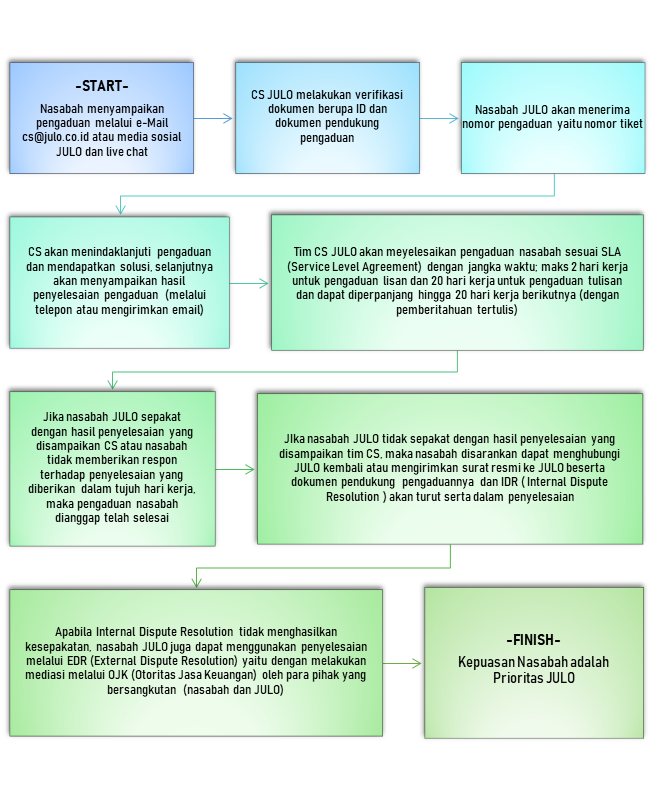 -START-
Nasabah menyampaikan
pengaduan melalui e-Mail
cs@julo.co.id atau media sosial
JULO dan live chat
CS JULO melakukan verifikasi
dokumen berupa ID dan
dokumen pendukung
pengaduan
Nasabah JULO akan menerima
nomor pengaduan yaitu nomor tiket
CS akan menindaklanjuti pengaduan
dan mendapatkan solusi, selanjutnya
akan menyampaikan hasil
penyelesaian pengaduan (melalui
telepon atau mengirimkan email)
Tim CS JULO akan meyelesaikan pengaduan nasabah sesuai SLA
(Service Level Agreement) dengan jangka waktu; maks 2 hari kerja
untuk pengaduan lisan dan 20 hari kerja untuk pengaduan tulisan
dan dapat diperpanjang hingga 20 hari kerja berikutnya (dengan
pemberitahuan tertulis)
Jika nasabah JULO sepakat
dengan hasil penyelesaian yang
disampaikan CS atau nasabah
tidak memberikan respon
terhadap penyelesaian yang
diberikan dalam tujuh hari kerja,
maka pengaduan nasabah
dianggap telah selesai
JIka nasabah JULO tidak sepakat dengan hasil penyelesaian yang
disampaikan tim CS, maka nasabah disarankan dapat menghubungi
JULO kembali atau mengirimkan surat resmi ke JULO beserta
dokumen pendukung pengaduannya dan IDR ( Internal Dispute
Resolution ) akan turut serta dalam penyelesaian
Apabila Internal Dispute Resolution tidak menghasilkan
kesepakatan, nasabah JULO juga dapat menggunakan penyelesaian
melalui EDR (External Dispute Resolution) yaitu dengan melakukan
mediasi melalui OJK (Otoritas Jasa Keuangan) oleh para pihak yang
bersangkutan (nasabah dan JULO)
-FINISH-
Kepuasan Nasabah adalah
Prioritas JULO